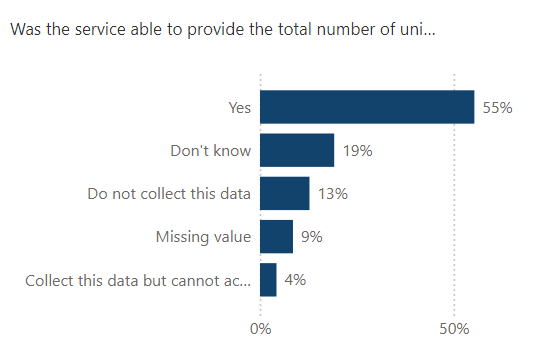 Was the service able to provide the total number of uni...
Yes 55%
Don't know 19%
Do not collect this data 13%
Missing value 9%
Collect this data but cannot ac... 4%
0% 50%